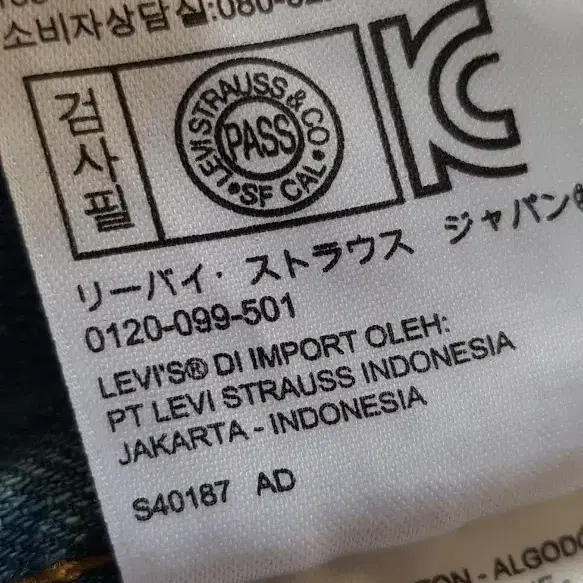 소비자상담실:080-
검사필
LEVI STRAUSS & CO
PASS
SF CAL
リーバイ・ストラウス ジャパン®
0120-099-501
LEVI'S® DI IMPORT OLEH:
PT LEVI STRAUSS INDONESIA
JAKARTA - INDONESIA
S40187 AD